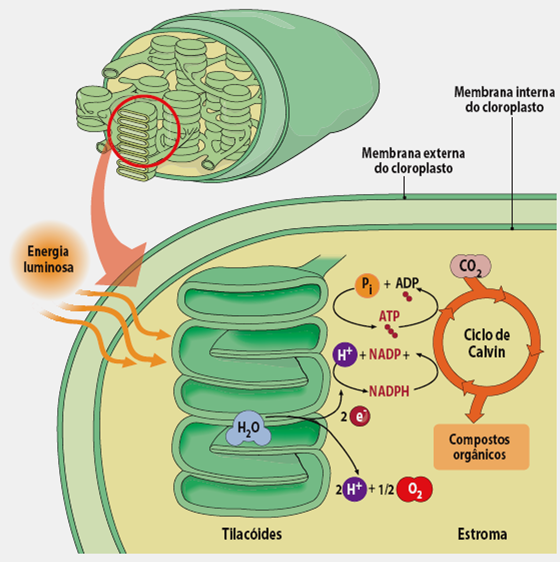 Membrana interna
do cloroplasto
Membrana externa
do cloroplasto
Energia
luminosa
CO2
Pi + ADP
ATP
Ciclo de
Calvin
H+ + NADP +
NADPH
2 e-
H2O
Compostos
orgânicos
2 H+ + 1/2 O2
Tilacóides
Estroma